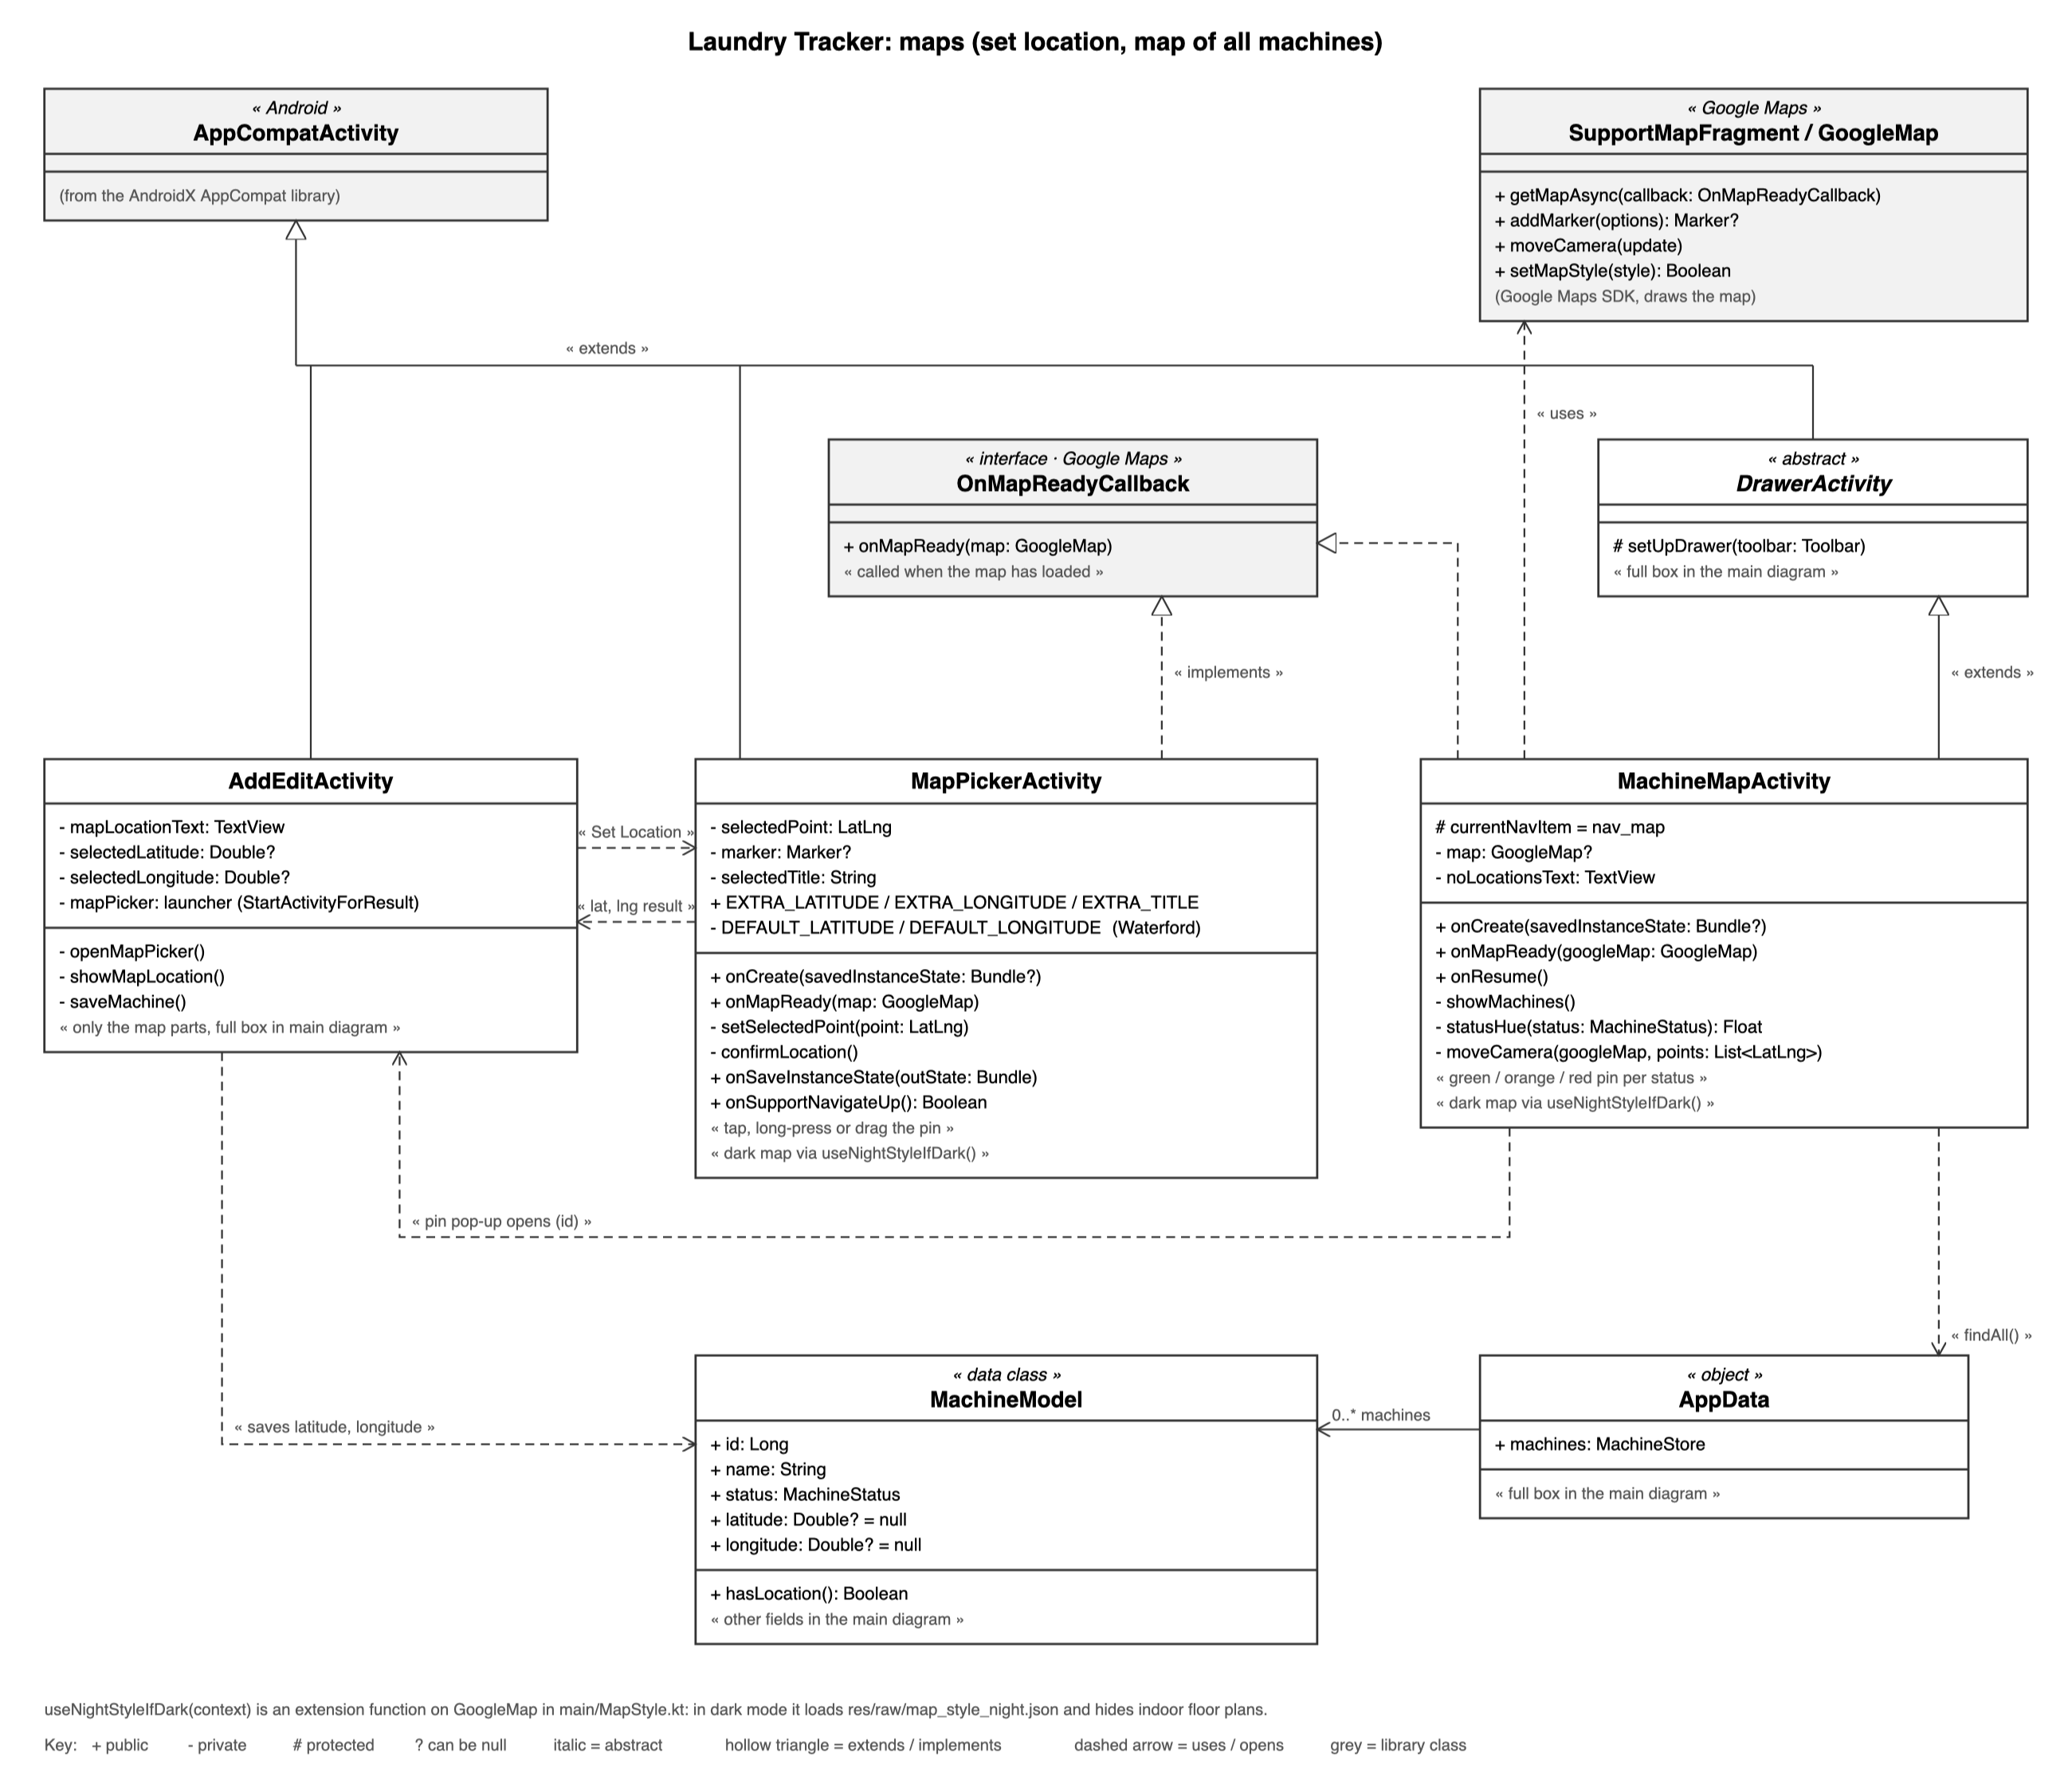 Laundry Tracker: maps (set location, map of all machines)
« Android »
AppCompatActivity
(from the AndroidX AppCompat library)
« Google Maps »
SupportMapFragment / GoogleMap
+ getMapAsync(callback: OnMapReadyCallback)
+ addMarker(options): Marker?
+ moveCamera(update)
+ setMapStyle(style): Boolean
(Google Maps SDK, draws the map)
« extends »
« uses »
« interface · Google Maps »
OnMapReadyCallback
+ onMapReady(map: GoogleMap)
« called when the map has loaded »
« abstract »
DrawerActivity
# setUpDrawer(toolbar: Toolbar)
« full box in the main diagram »
« implements »
« extends »
AddEditActivity
- mapLocationText: TextView
- selectedLatitude: Double?
- selectedLongitude: Double?
- mapPicker: launcher (StartActivityForResult)
- openMapPicker()
- showMapLocation()
- saveMachine()
« only the map parts, full box in main diagram »
« Set Location »
« lat, lng result »
MapPickerActivity
- selectedPoint: LatLng
- marker: Marker?
- selectedTitle: String
+ EXTRA_LATITUDE / EXTRA_LONGITUDE / EXTRA_TITLE
- DEFAULT_LATITUDE / DEFAULT_LONGITUDE (Waterford)
+ onCreate(savedInstanceState: Bundle?)
+ onMapReady(map: GoogleMap)
- setSelectedPoint(point: LatLng)
- confirmLocation()
+ onSaveInstanceState(outState: Bundle)
+ onSupportNavigateUp(): Boolean
« tap, long-press or drag the pin »
« dark map via useNightStyleIfDark() »
MachineMapActivity
# currentNavItem = nav_map
- map: GoogleMap?
- noLocationsText: TextView
+ onCreate(savedInstanceState: Bundle?)
+ onMapReady(googleMap: GoogleMap)
+ onResume()
- showMachines()
- statusHue(status: MachineStatus): Float
- moveCamera(googleMap, points: List<LatLng>)
« green / orange / red pin per status »
« dark map via useNightStyleIfDark() »
« pin pop-up opens (id) »
« findAll() »
« saves latitude, longitude »
« data class »
MachineModel
+ id: Long
+ name: String
+ status: MachineStatus
+ latitude: Double? = null
+ longitude: Double? = null
+ hasLocation(): Boolean
« other fields in the main diagram »
0..* machines
« object »
AppData
+ machines: MachineStore
« full box in the main diagram »
useNightStyleIfDark(context) is an extension function on GoogleMap in main/MapStyle.kt: in dark mode it loads res/raw/map_style_night.json and hides indoor floor plans.
Key: + public - private # protected ? can be null italic = abstract hollow triangle = extends / implements dashed arrow = uses / opens grey = library class